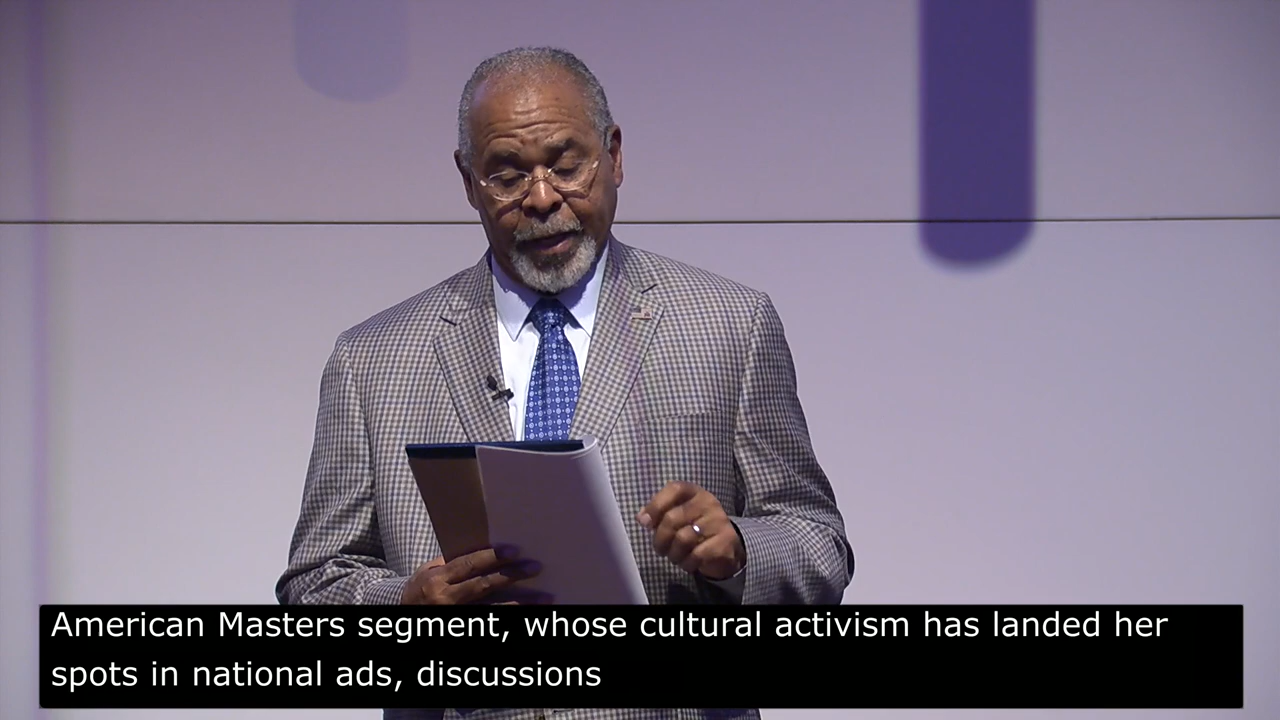 American Masters segment, whose cultural activism has landed her
spots in national ads, discussions